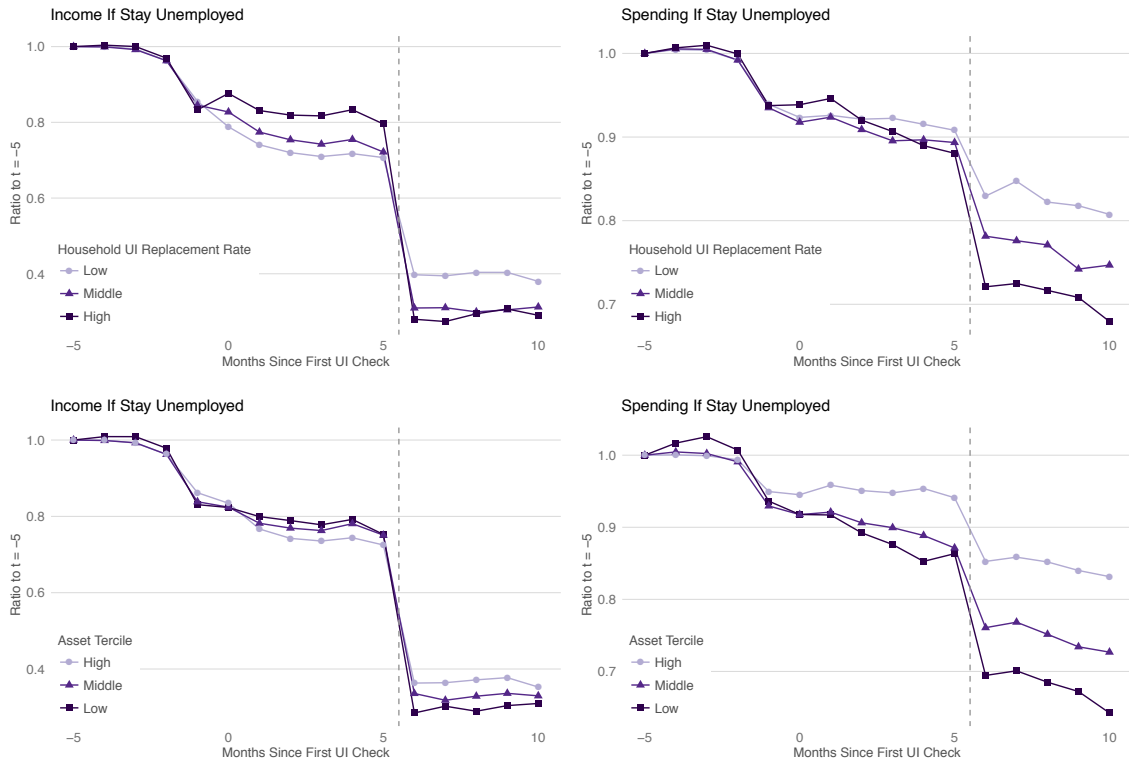 Income If Stay Unemployed
1.0
0.8
0.6
0.4
Ratio to t = −5
Household UI Replacement Rate
Low
Middle
High
−5 0 5 10
Months Since First UI Check
Spending If Stay Unemployed
1.0
0.9
0.8
0.7
Ratio to t = −5
Household UI Replacement Rate
Low
Middle
High
−5 0 5 10
Months Since First UI Check
Income If Stay Unemployed
1.0
0.8
0.6
0.4
Ratio to t = −5
Asset Tercile
High
Middle
Low
−5 0 5 10
Months Since First UI Check
Spending If Stay Unemployed
1.0
0.9
0.8
0.7
Ratio to t = −5
Asset Tercile
High
Middle
Low
−5 0 5 10
Months Since First UI Check